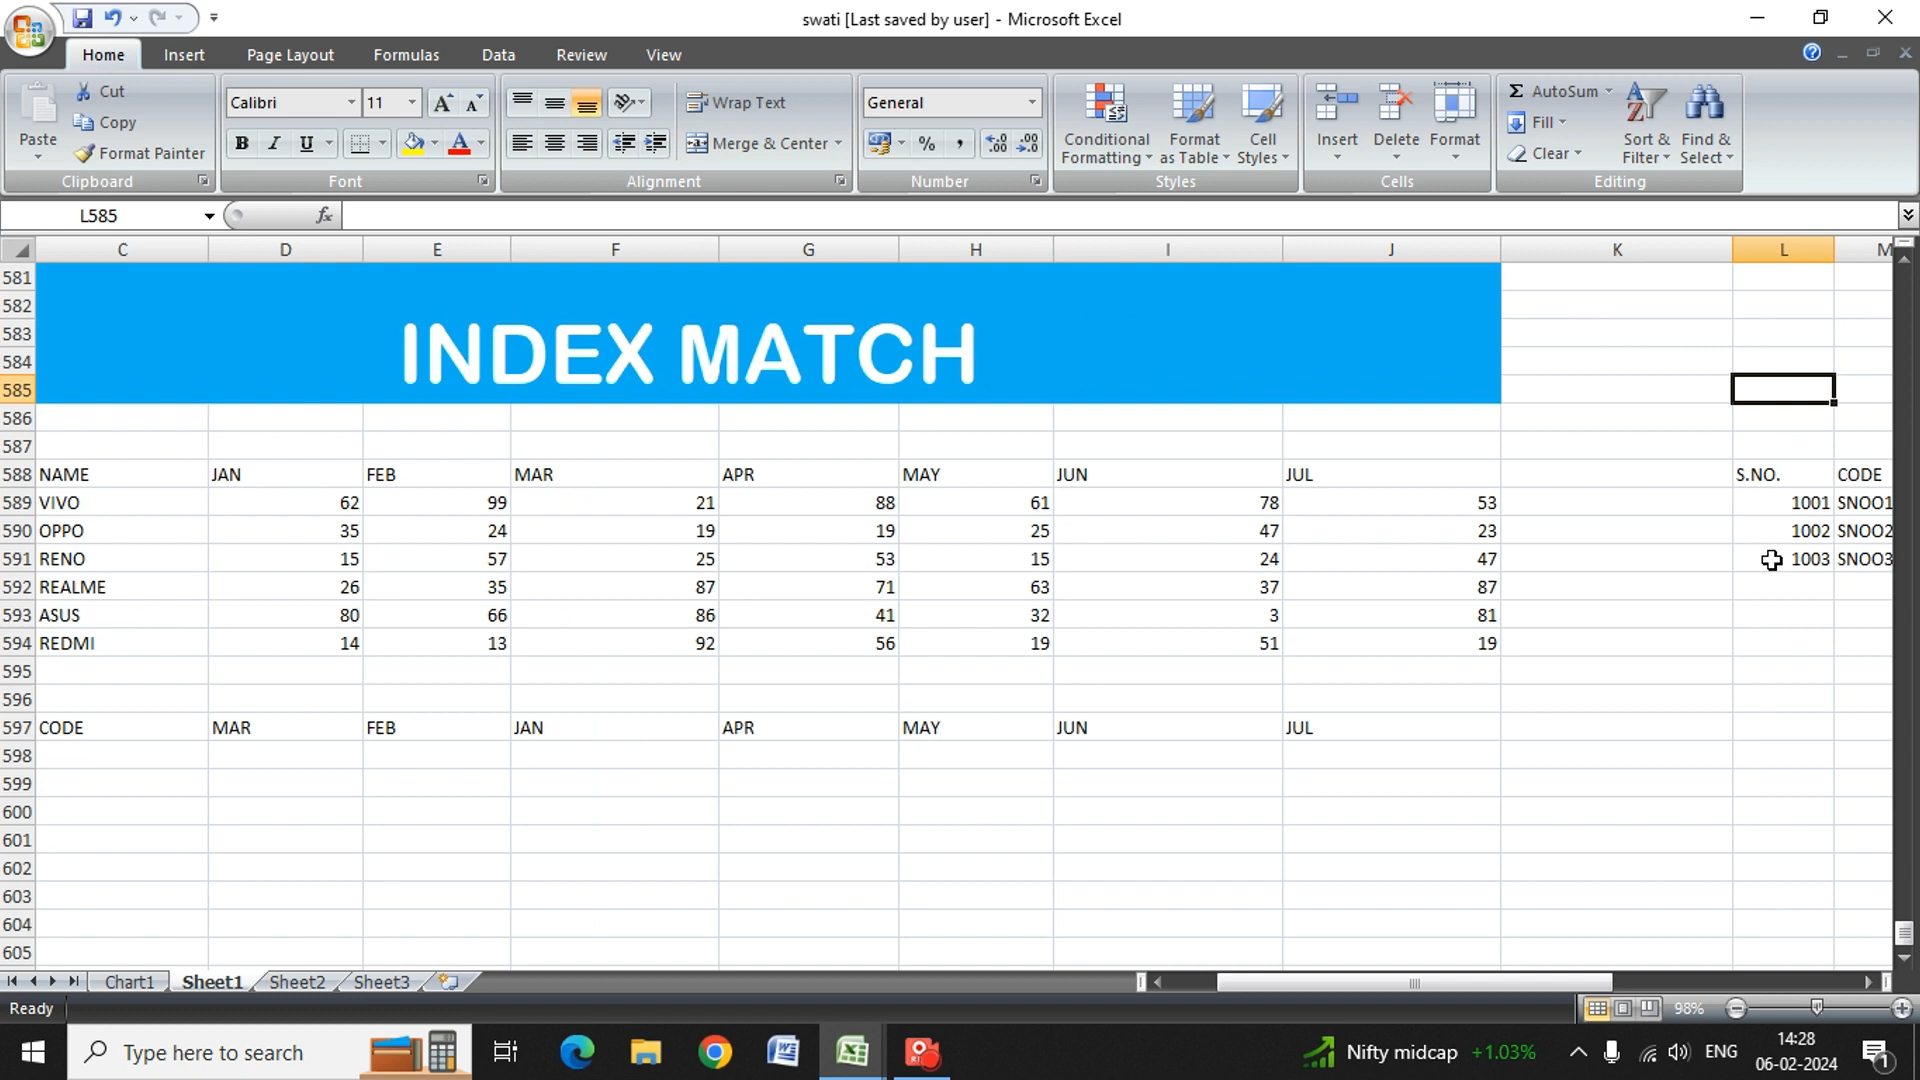 swati [Last saved by user] - Microsoft Excel
Home Insert Page Layout Formulas Data Review View
Paste
Cut
Copy
Format Painter
Clipboard
Calibri 11
B I U
Font
Wrap Text
Merge & Center
Alignment
General
% ,
Number
Conditional Formatting
Format as Table
Cell Styles
Styles
Insert Delete Format
Cells
Σ AutoSum
Fill
Clear
Sort & Filter
Find & Select
Editing
L585 fx
C D E F G H I J K L M
581
582
583
584
585
INDEX MATCH
586
587
588 NAME JAN FEB MAR APR MAY JUN JUL S.NO. CODE
589 VIVO 62 99 21 88 61 78 53 1001 SNOO1
590 OPPO 35 24 19 19 25 47 23 1002 SNOO2
591 RENO 15 57 25 53 15 24 47 1003 SNOO3
592 REALME 26 35 87 71 63 37 87
593 ASUS 80 66 86 41 32 3 81
594 REDMI 14 13 92 56 19 51 19
595
596
597 CODE MAR FEB JAN APR MAY JUN JUL
598
599
600
601
602
603
604
605
Chart1 Sheet1 Sheet2 Sheet3
Ready 98%
Type here to search
Nifty midcap +1.03%
ENG
14:28
06-02-2024
1